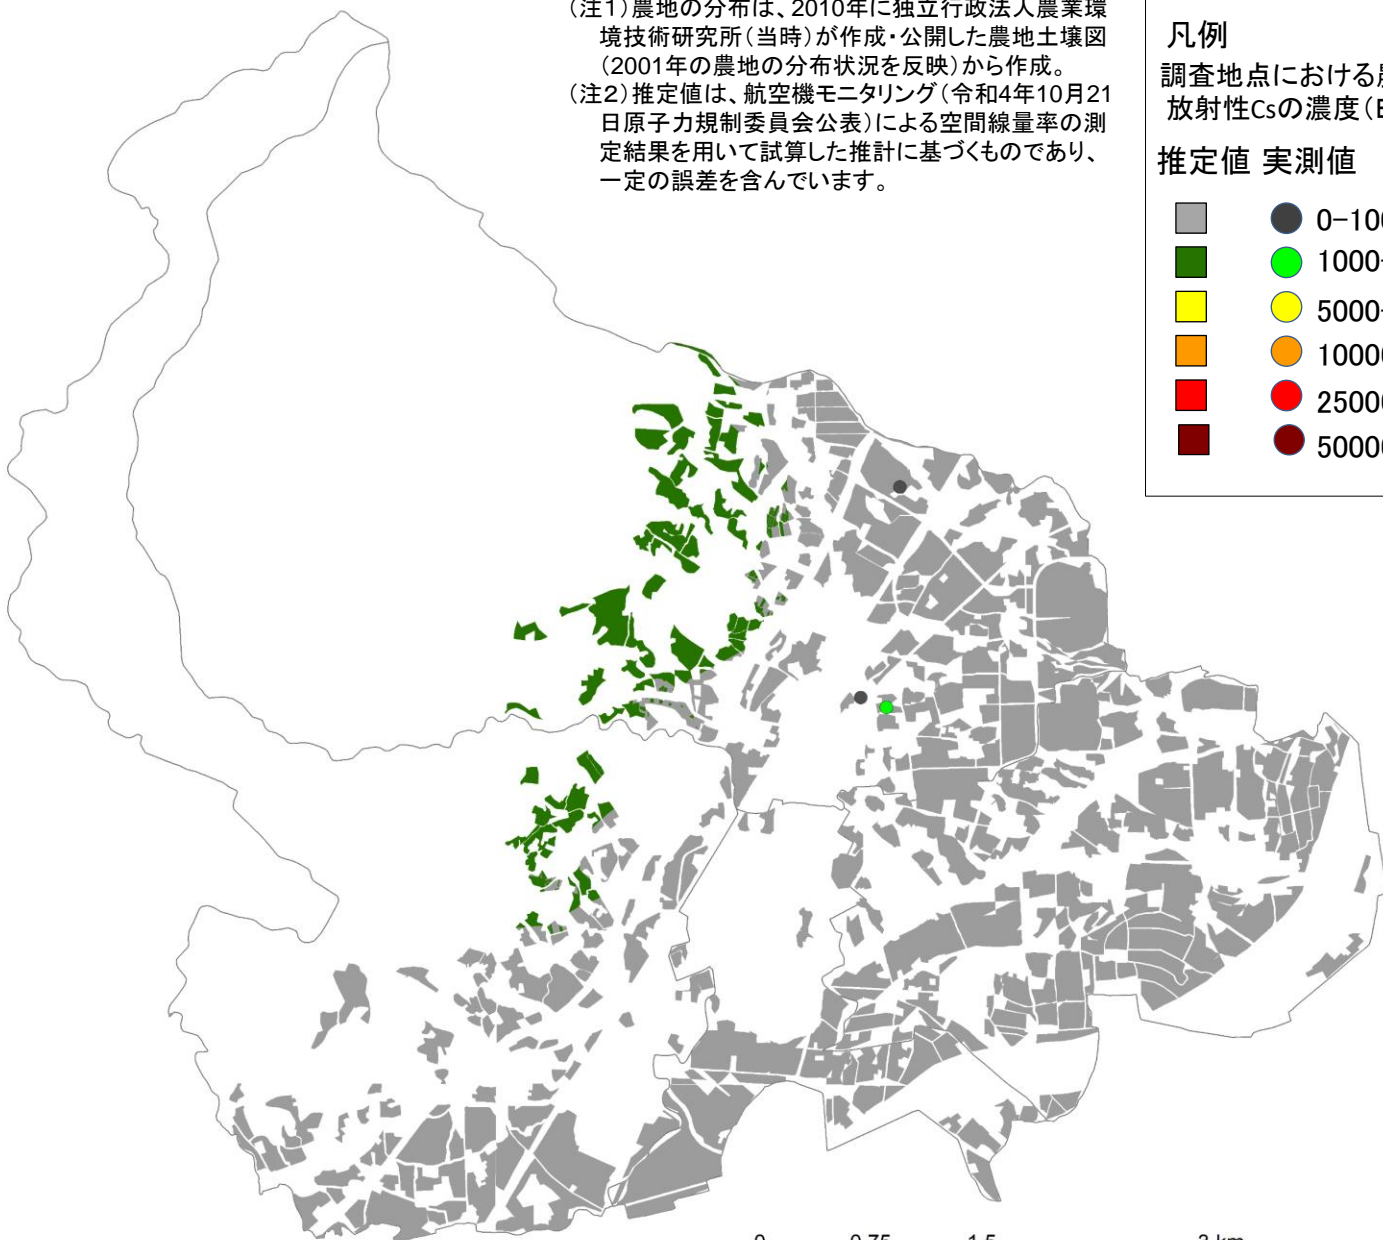 (注1)農地の分布は、2010年に独立行政法人農業環
境技術研究所(当時)が作成・公開した農地土壌図
(2001年の農地の分布状況を反映)から作成。
(注2)推定値は、航空機モニタリング(令和4年10月21
日原子力規制委員会公表)による空間線量率の測
定結果を用いて試算した推計に基づくものであり、
一定の誤差を含んでいます。
凡例
調査地点における
放射性Csの濃度(
推定値 実測値
0-100
1000-
5000-
1000
2500
5000
0 0.75 1.5 3 km